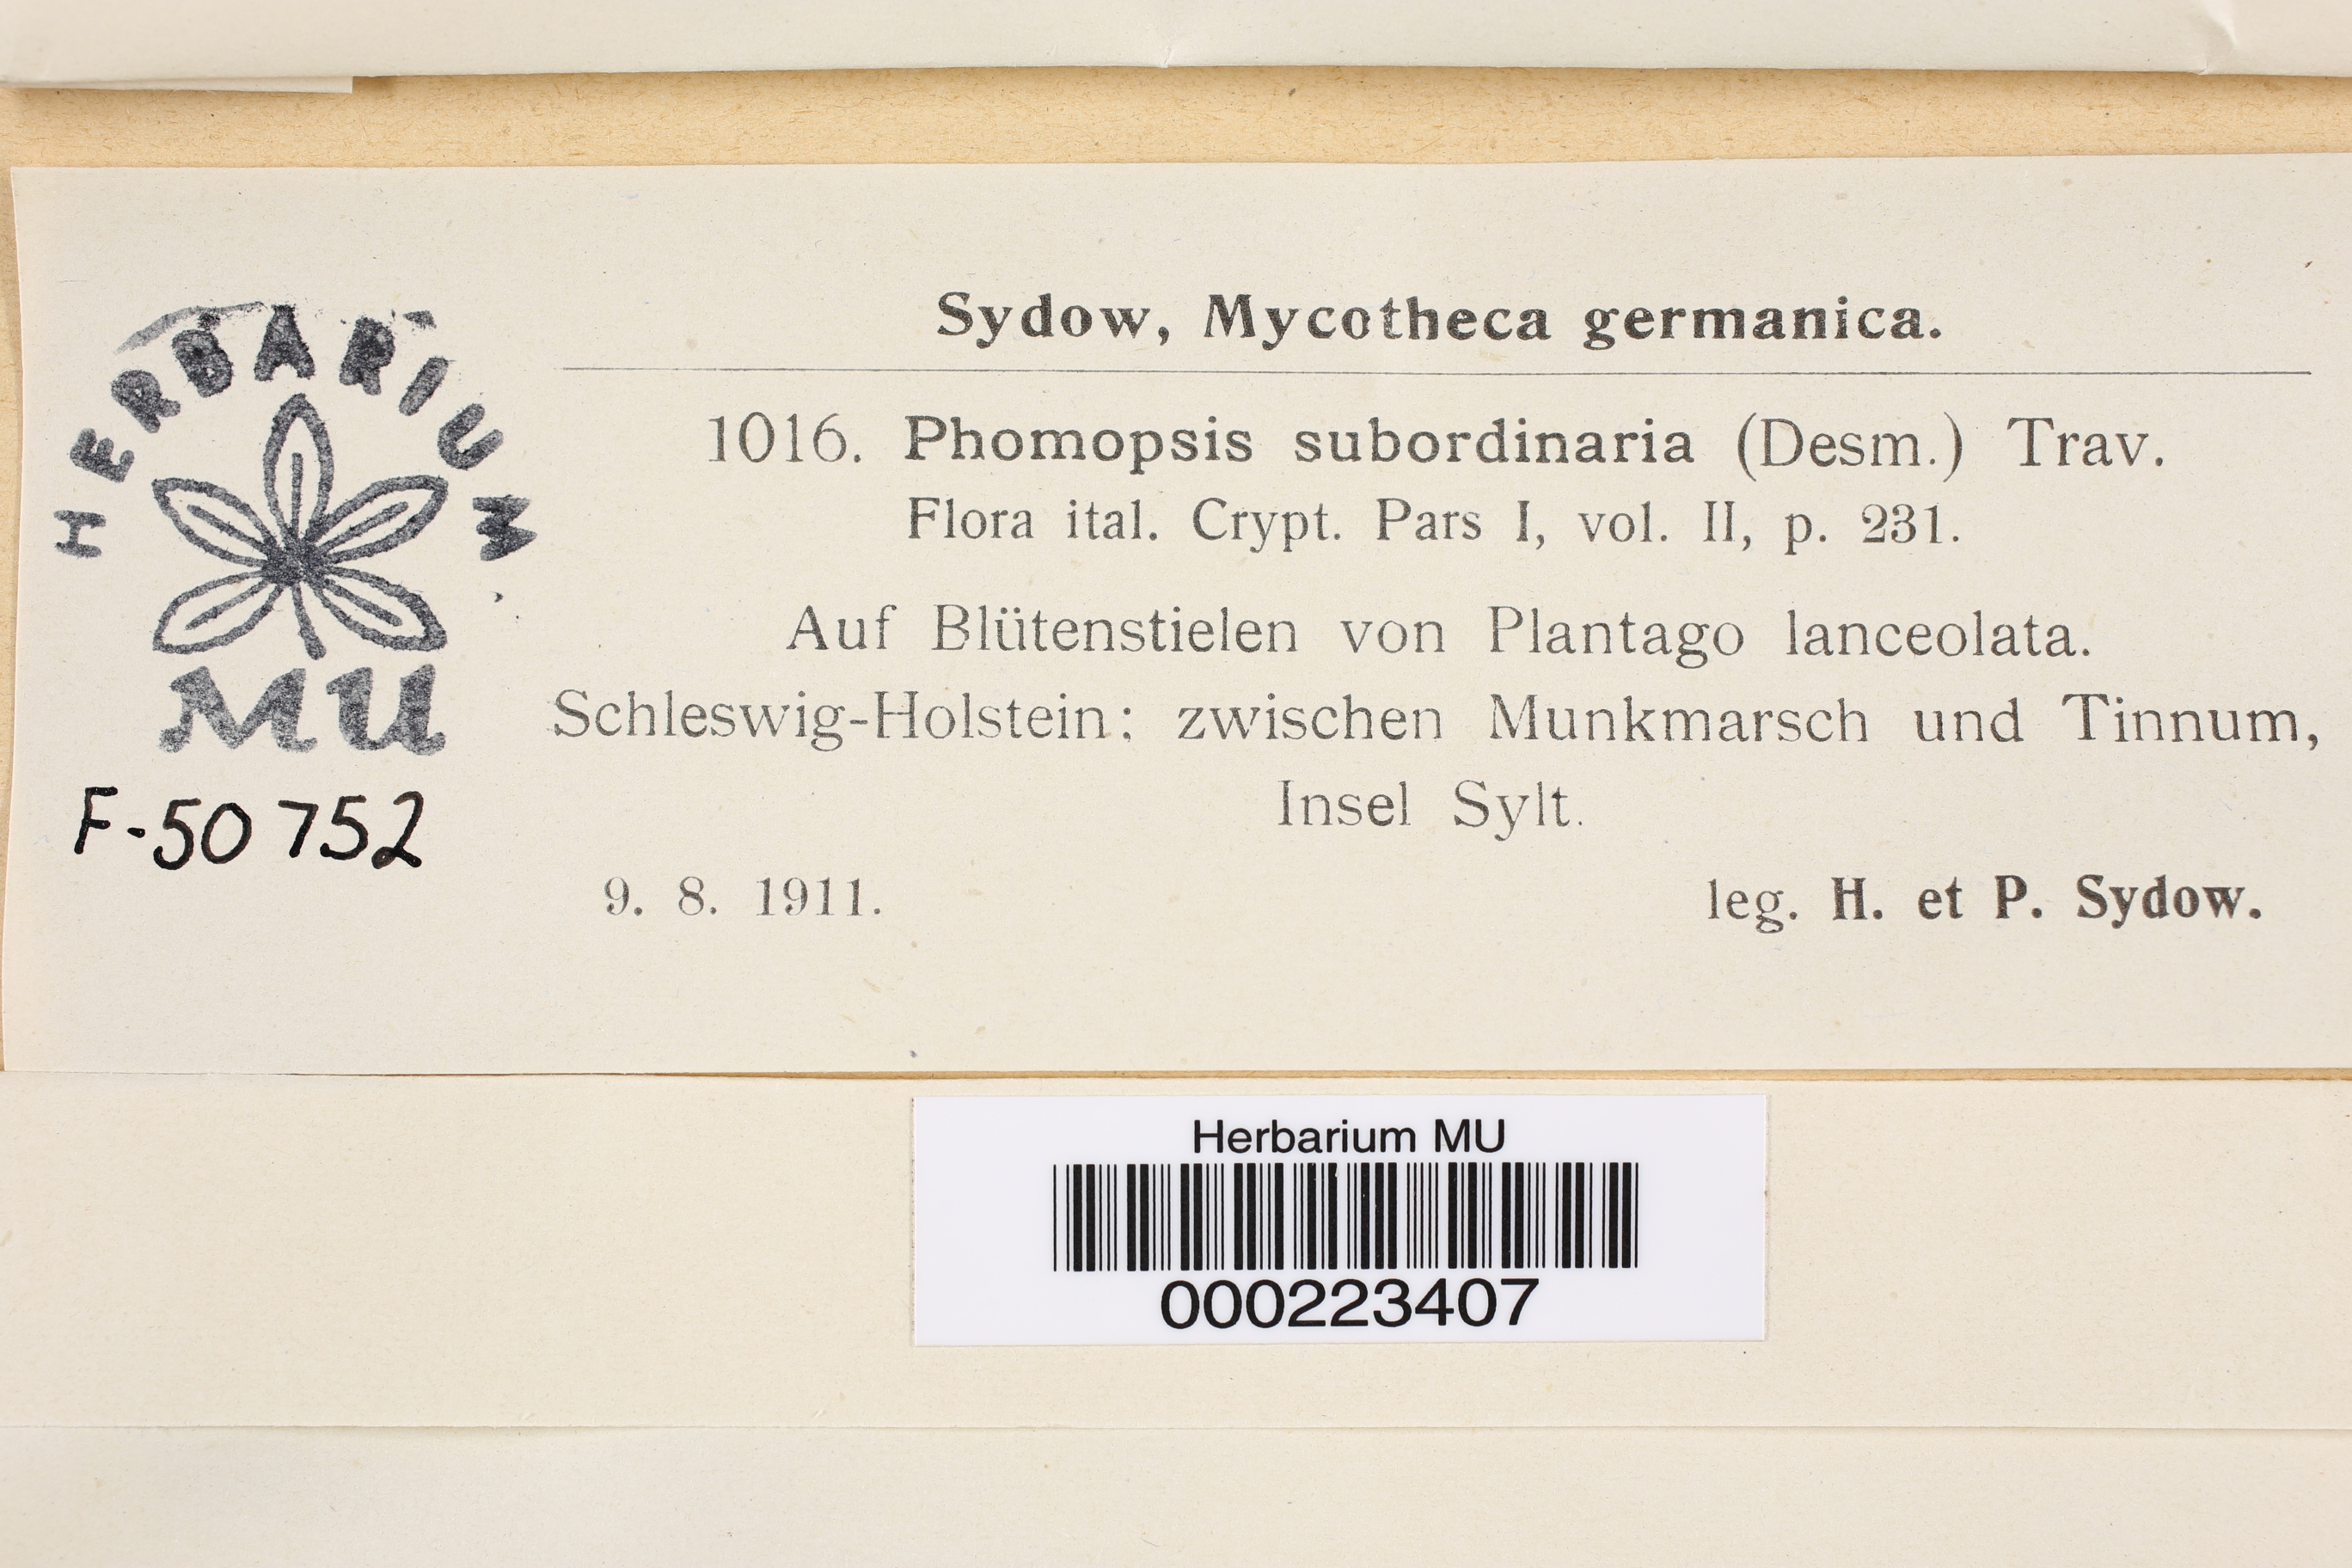 HERBARIUM
MU
F-50752
Sydow, Mycotheca germanica.
1016. Phomopsis subordinaria (Desm.) Trav.
Flora ital. Crypt. Pars I, vol. II, p. 231.
Auf Blütenstielen von Plantago lanceolata.
Schleswig-Holstein: zwischen Munkmarsch und Tinnum,
Insel Sylt.
9. 8. 1911.
leg. H. et P. Sydow.
Herbarium MU
000223407